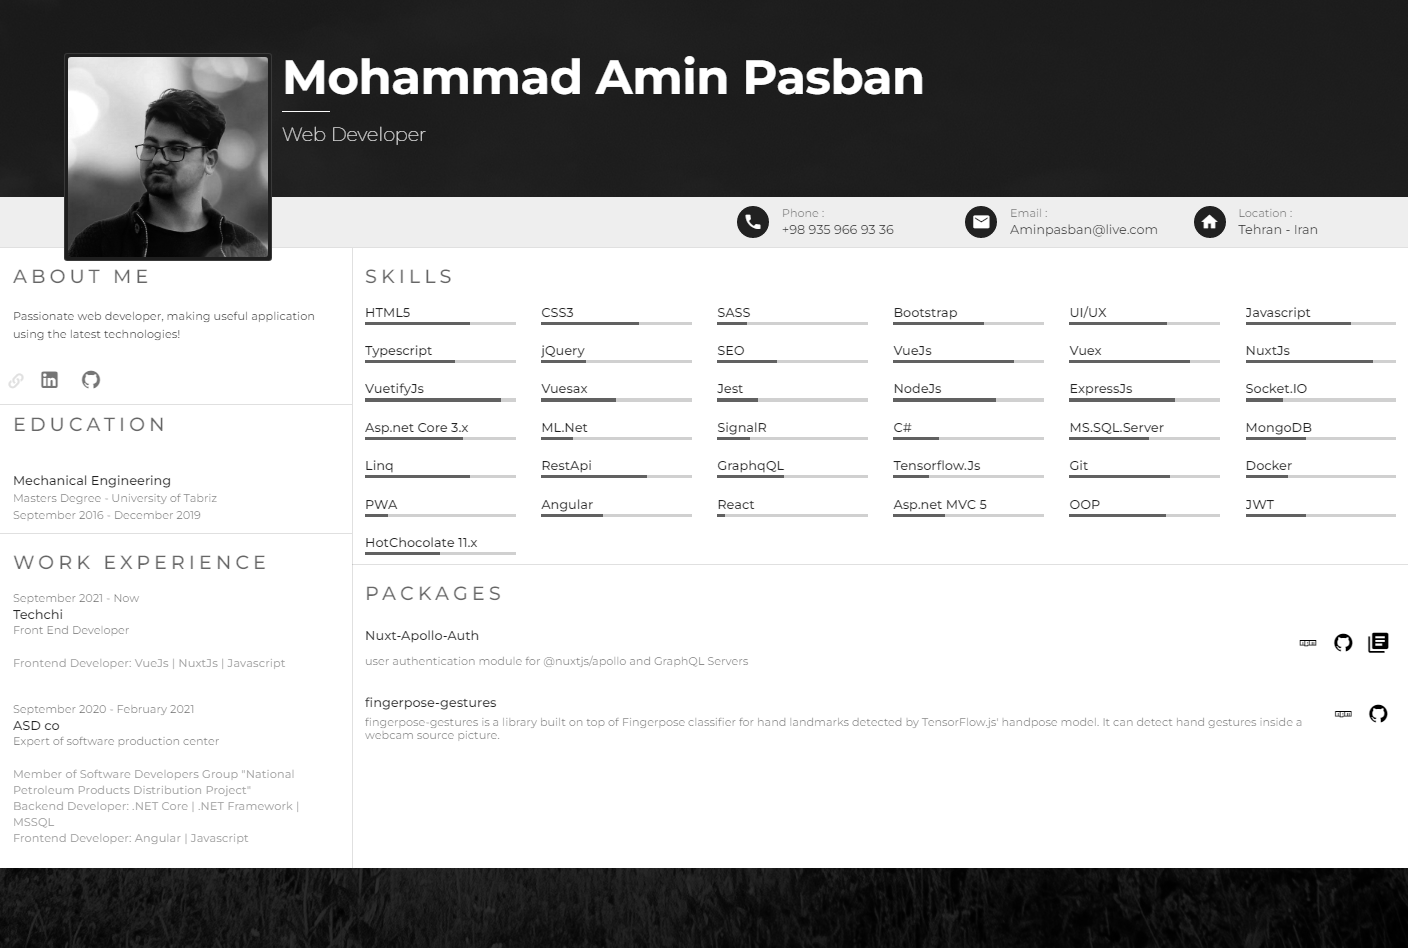 Mohammad Amin Pasban
Web Developer
Phone :
+98 935 966 93 36
Email :
Aminpasban@live.com
Location :
Tehran - Iran
ABOUT ME
Passionate web developer, making useful application
using the latest technologies!
EDUCATION
Mechanical Engineering
Masters Degree - University of Tabriz
September 2016 - December 2019
WORK EXPERIENCE
September 2021 - Now
Techchi
Front End Developer
Frontend Developer: VueJs | NuxtJs | Javascript
September 2020 - February 2021
ASD co
Expert of software production center
Member of Software Developers Group "National
Petroleum Products Distribution Project"
Backend Developer: .NET Core | .NET Framework |
MSSQL
Frontend Developer: Angular | Javascript
SKILLS
HTML5 CSS3 SASS Bootstrap UI/UX Javascript
Typescript jQuery SEO VueJs Vuex NuxtJs
VuetifyJs Vuesax Jest NodeJs ExpressJs Socket.IO
Asp.net Core 3.x ML.Net SignalR C# MS.SQL.Server MongoDB
Linq RestApi GraphqQL Tensorflow.Js Git Docker
PWA Angular React Asp.net MVC 5 OOP JWT
HotChocolate 11.x
PACKAGES
Nuxt-Apollo-Auth
user authentication module for @nuxtjs/apollo and GraphQL Servers
fingerpose-gestures
fingerpose-gestures is a library built on top of Fingerpose classifier for hand landmarks detected by TensorFlow.js' handpose model. It can detect hand gestures inside a
webcam source picture.